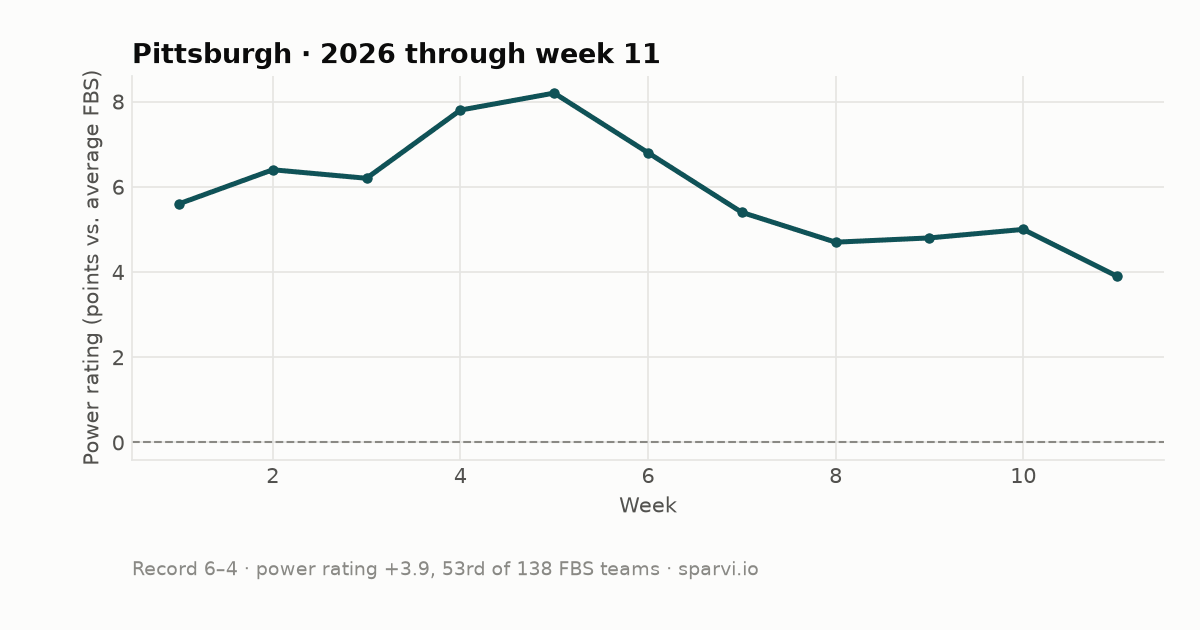 Pittsburgh · 2026 through week 11
Power rating (points vs. average FBS)
8
6
4
2
0
2 4 6 8 10
Week
Record 6–4 · power rating +3.9, 53rd of 138 FBS teams · sparvi.io